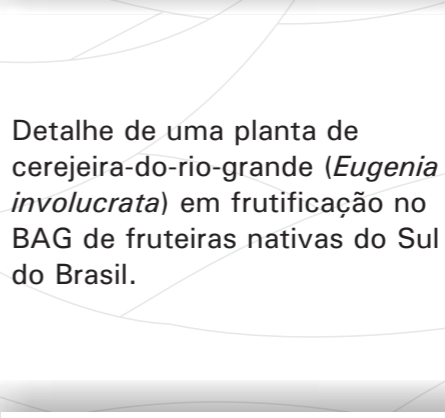 Detalhe de uma planta de
cerejeira-do-rio-grande (Eugenia
involucrata) em frutificação no
BAG de fruteiras nativas do Sul
do Brasil.